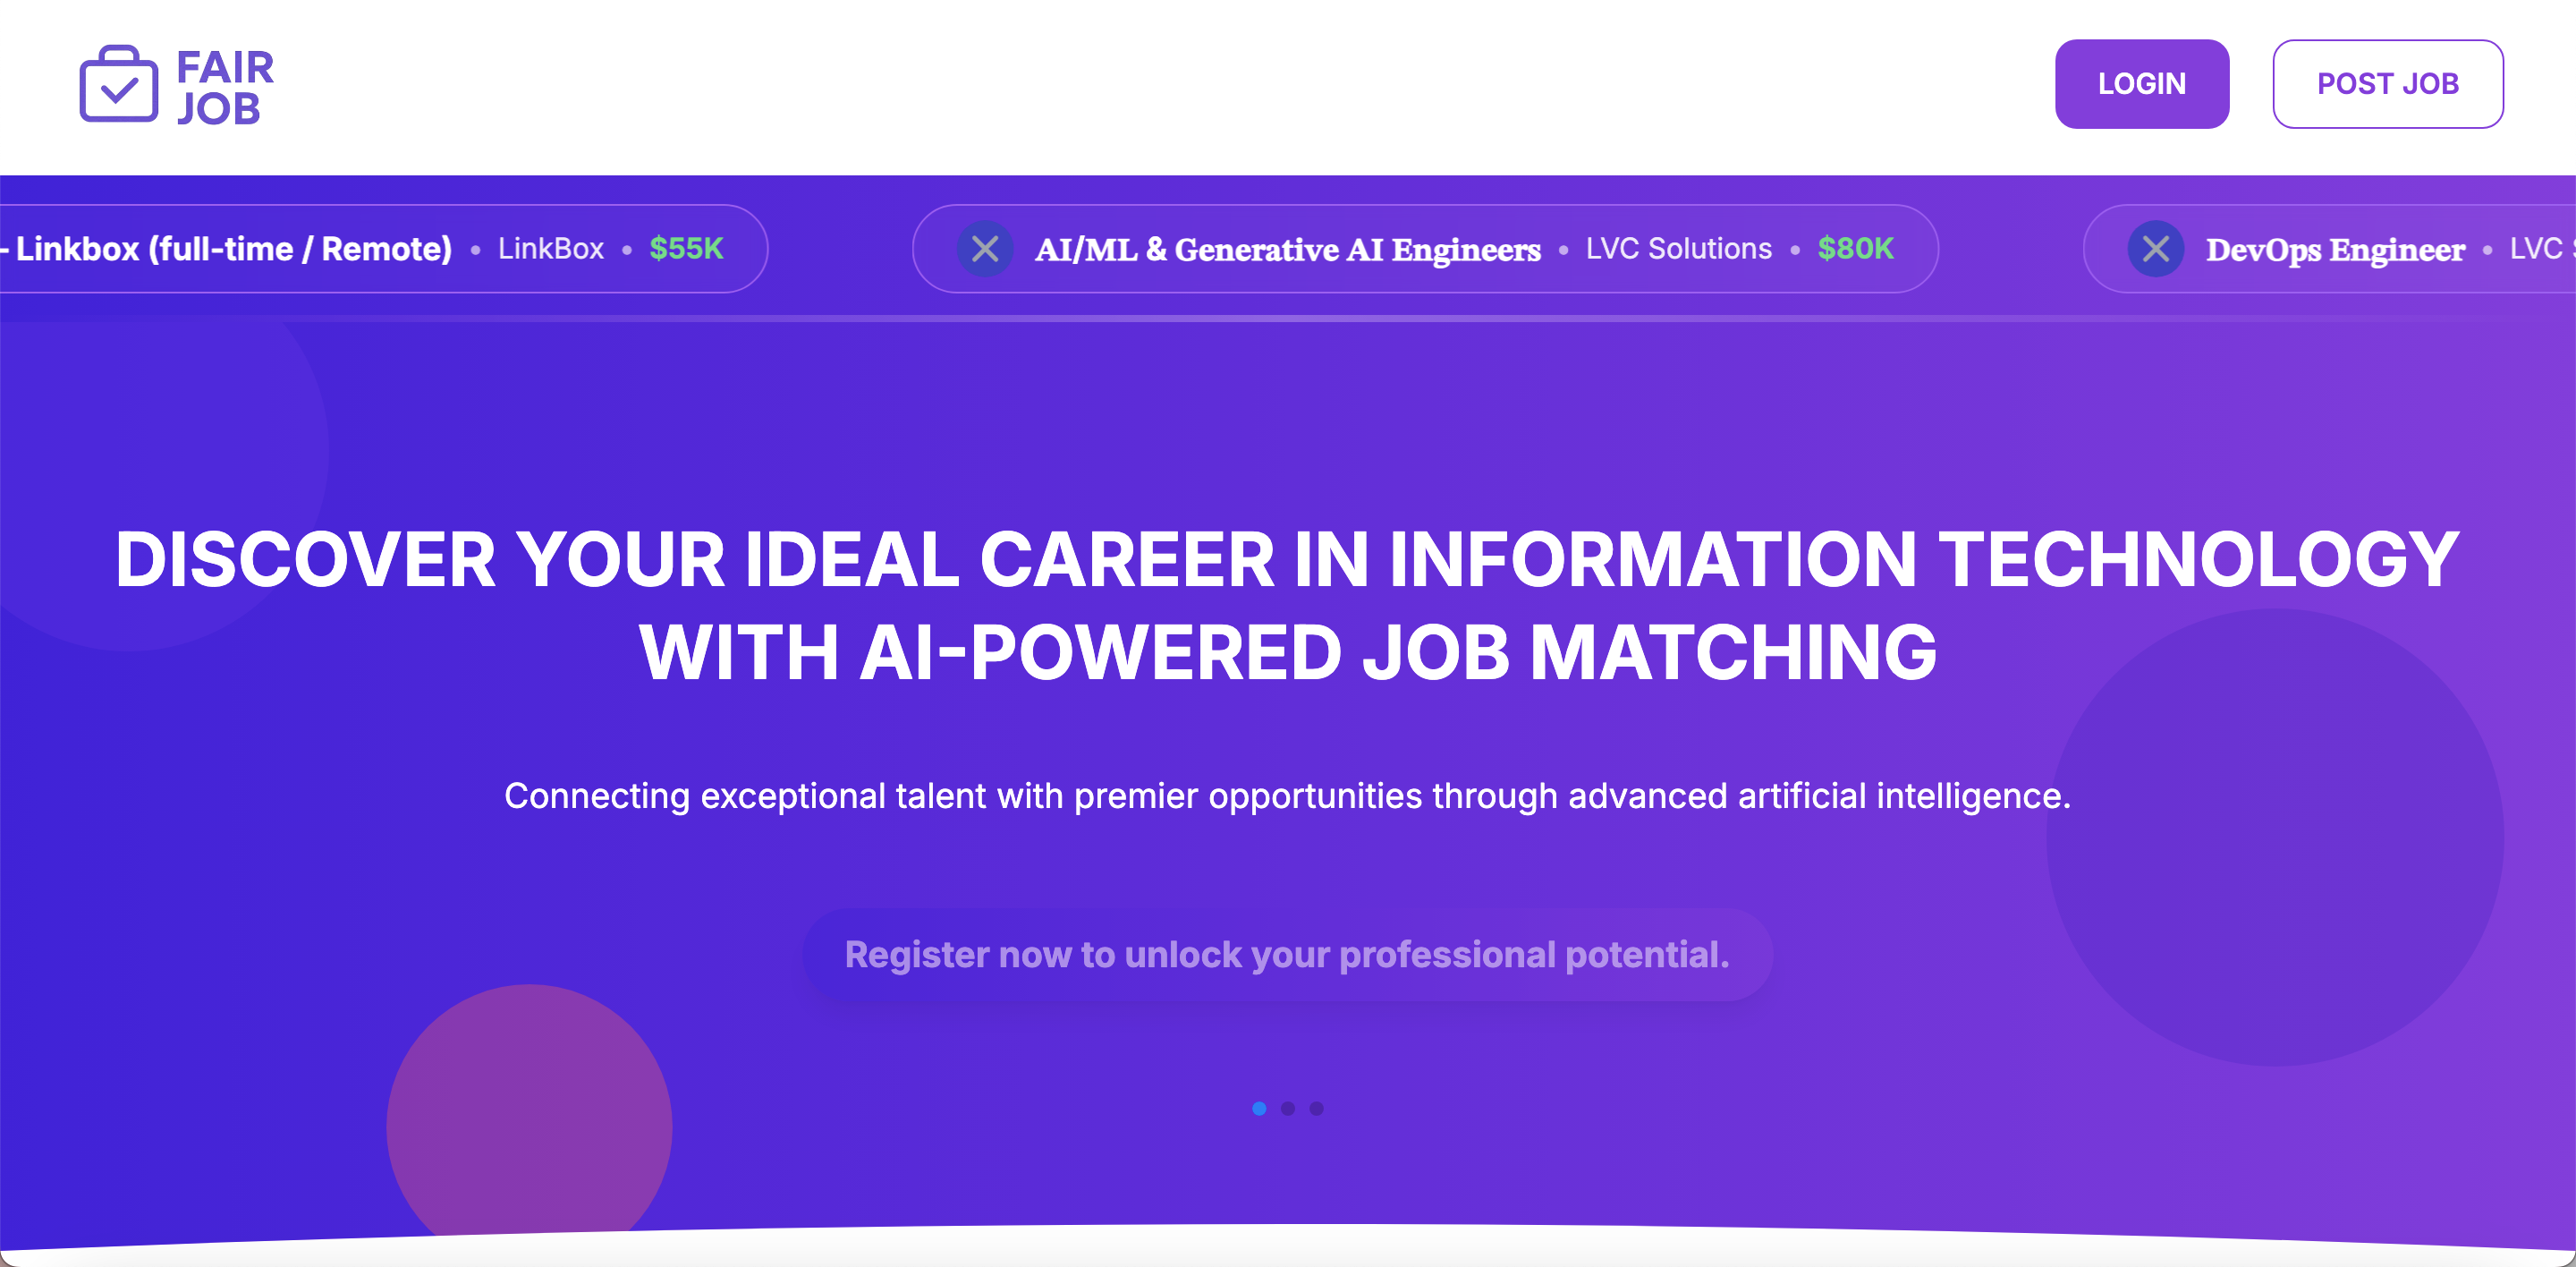 FAIR
JOB
LOGIN
POST JOB
- Linkbox (full-time / Remote) • LinkBox • $55K
AI/ML & Generative AI Engineers • LVC Solutions • $80K
DevOps Engineer • LVC
DISCOVER YOUR IDEAL CAREER IN INFORMATION TECHNOLOGY
WITH AI-POWERED JOB MATCHING
Connecting exceptional talent with premier opportunities through advanced artificial intelligence.
Register now to unlock your professional potential.